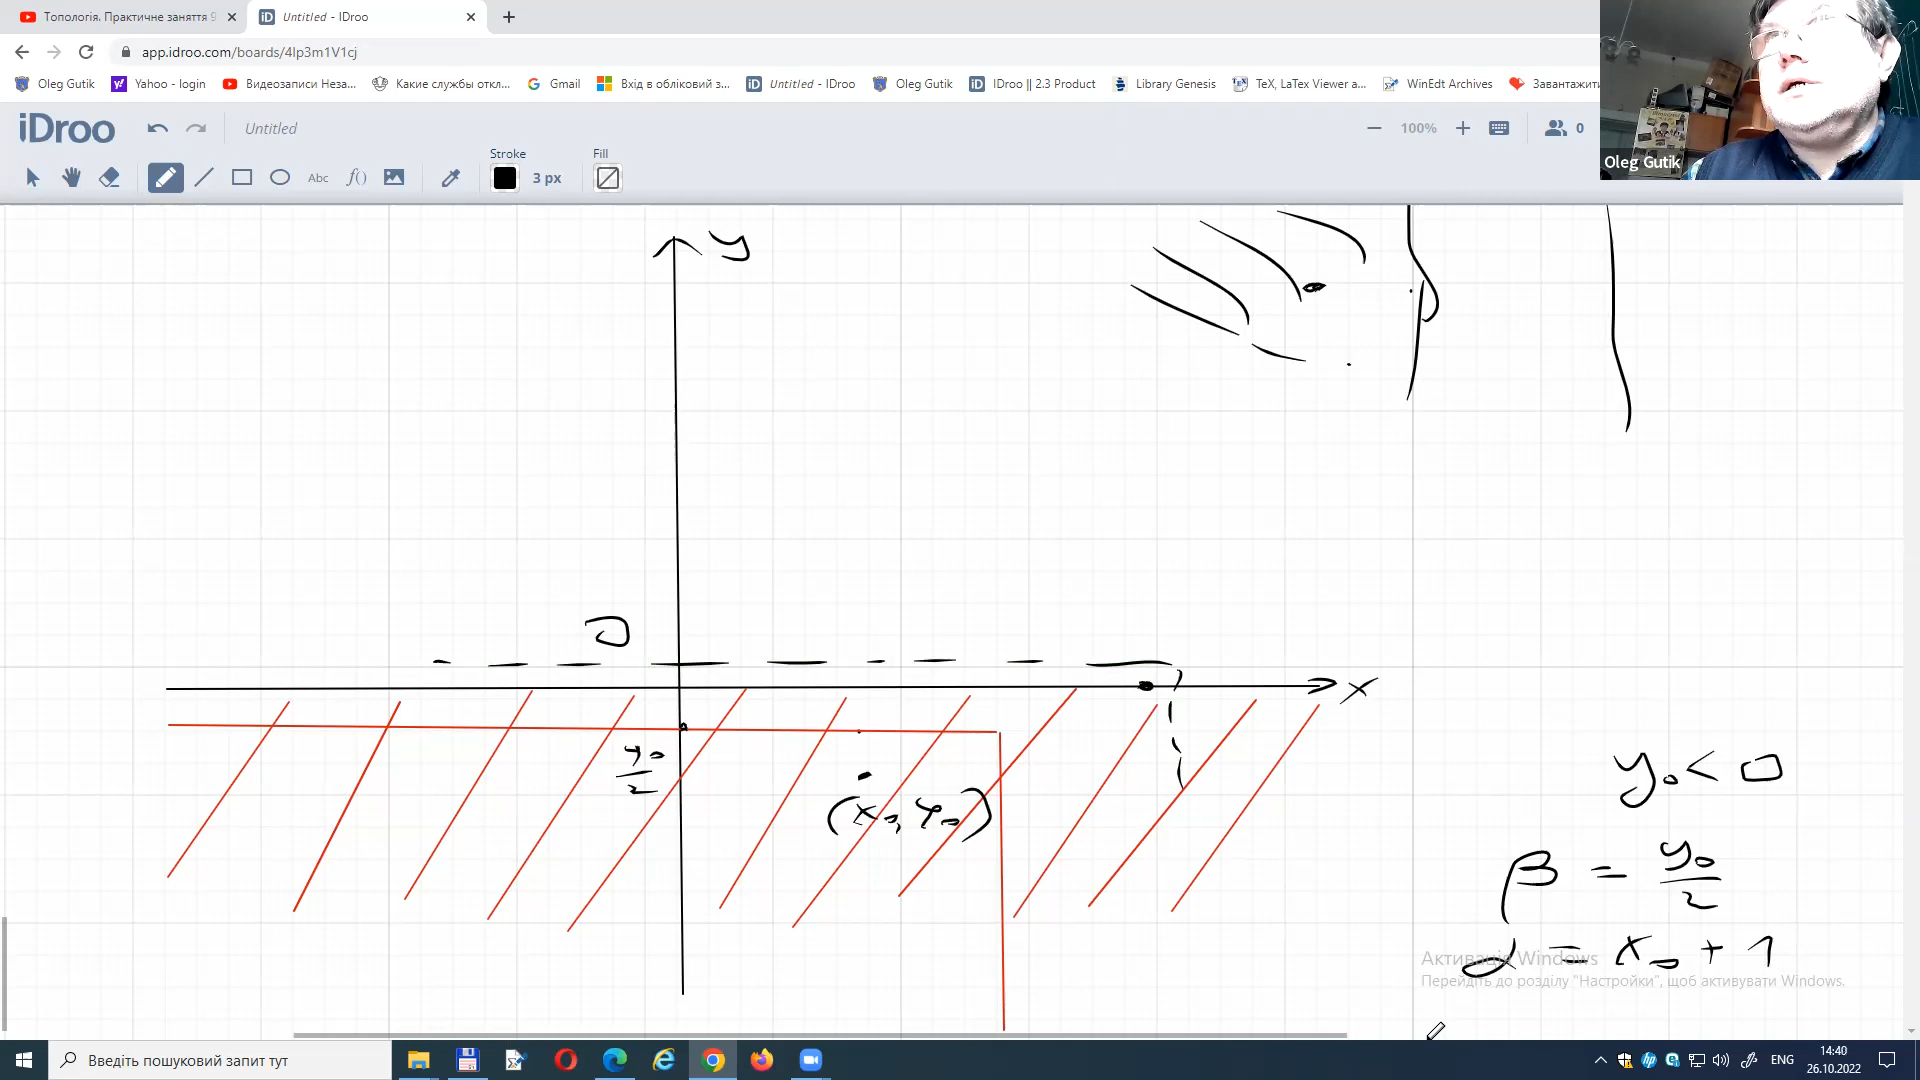 Топологія. Практичне заняття 9
Untitled - IDroo
app.idroo.com/boards/4lp3m1V1cj
Oleg Gutik
Yahoo - login
Видеозаписи Неза...
Какие службы откл...
Gmail
Вхід в обліковий з...
Untitled - IDroo
Oleg Gutik
IDroo || 2.3 Product
Library Genesis
TeX, LaTex Viewer a...
WinEdt Archives
Завантажити
iDroo
Untitled
100%
0
Oleg Gutik
Stroke
Fill
Abc
f()
3 px
y
x
y₀/2
(x₀, y₀)
y₀ < 0
β = y₀/2
α = x₀ + 1
Активація Windows
Перейдіть до розділу "Настройки", щоб активувати Windows.
Введіть пошуковий запит тут
ENG
14:40
26.10.2022